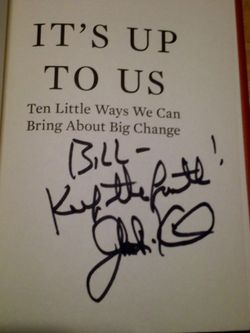 IT'S UP
TO US
Ten Little Ways We Can
Bring About Big Change
BILL-
Keep the faith!